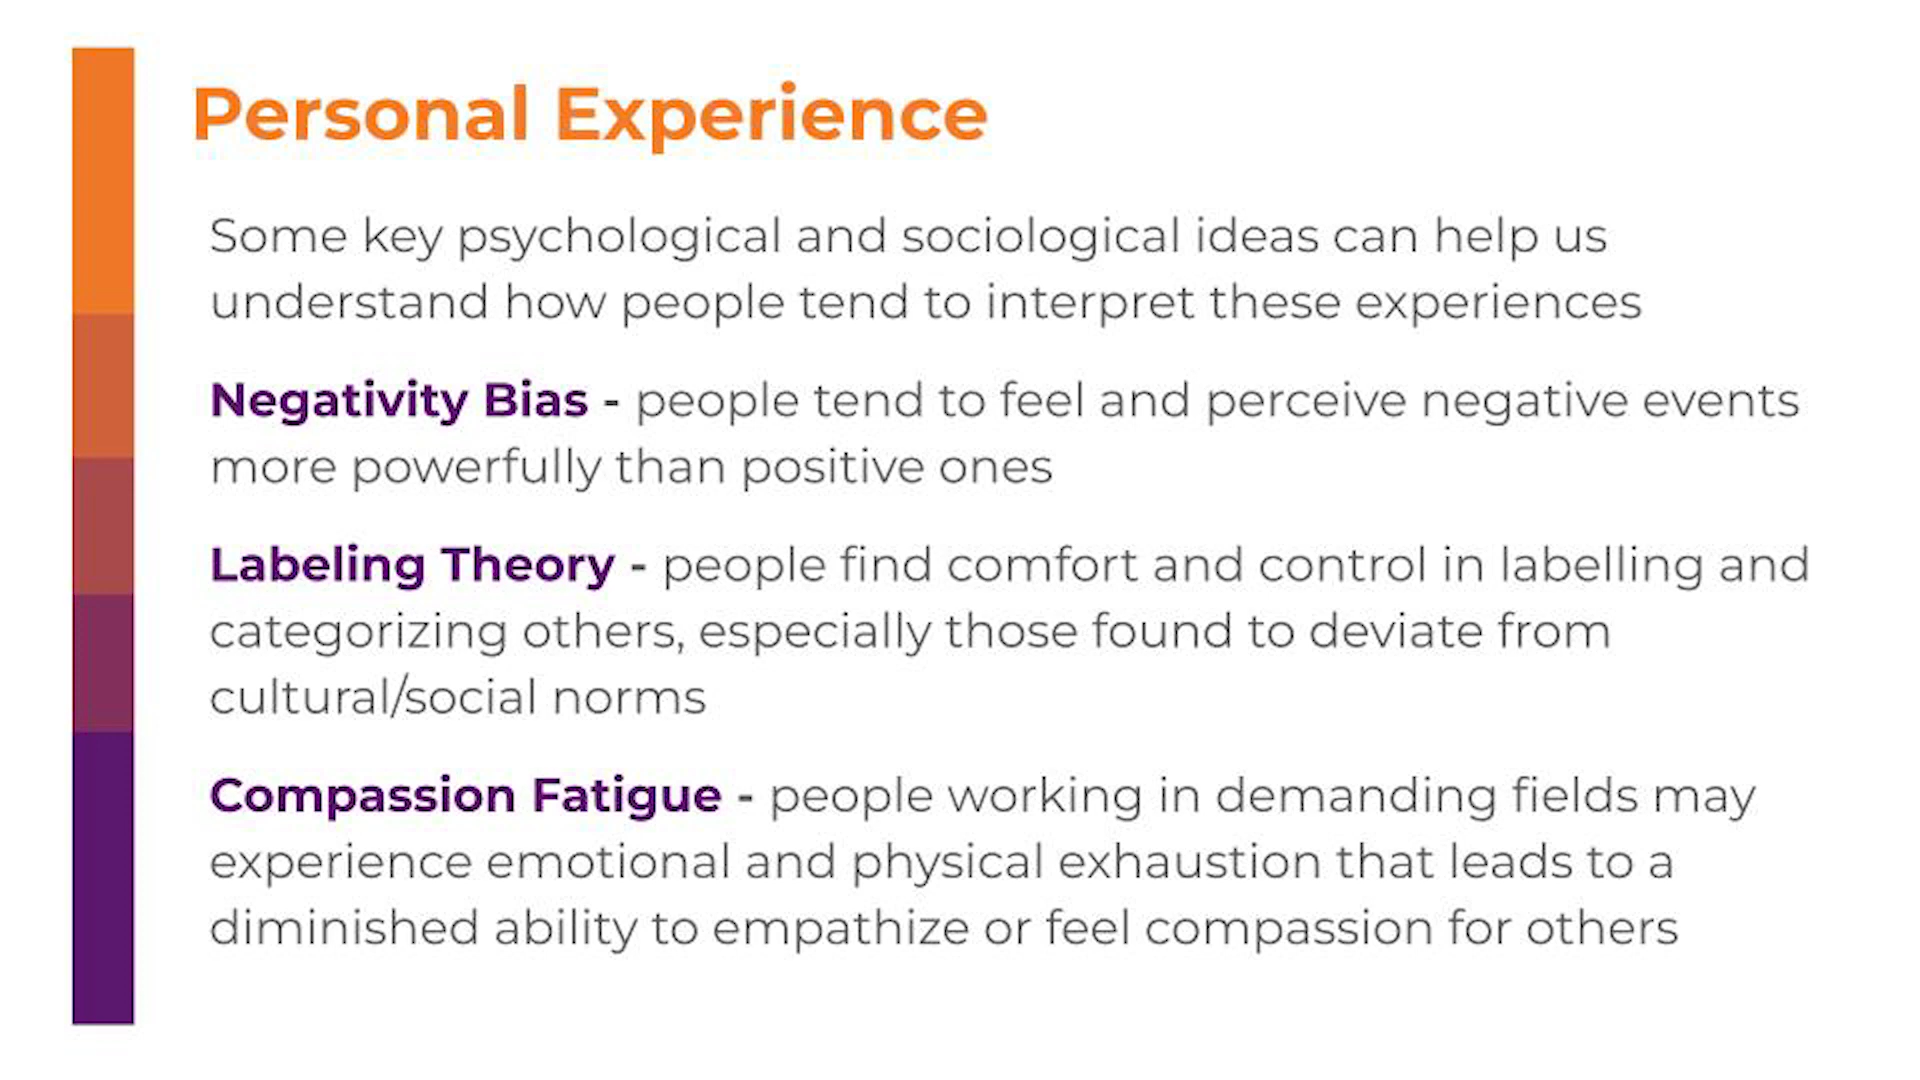 Personal Experience
Some key psychological and sociological ideas can help us
understand how people tend to interpret these experiences
Negativity Bias - people tend to feel and perceive negative events
more powerfully than positive ones
Labeling Theory - people find comfort and control in labelling and
categorizing others, especially those found to deviate from
cultural/social norms
Compassion Fatigue - people working in demanding fields may
experience emotional and physical exhaustion that leads to a
diminished ability to empathize or feel compassion for others